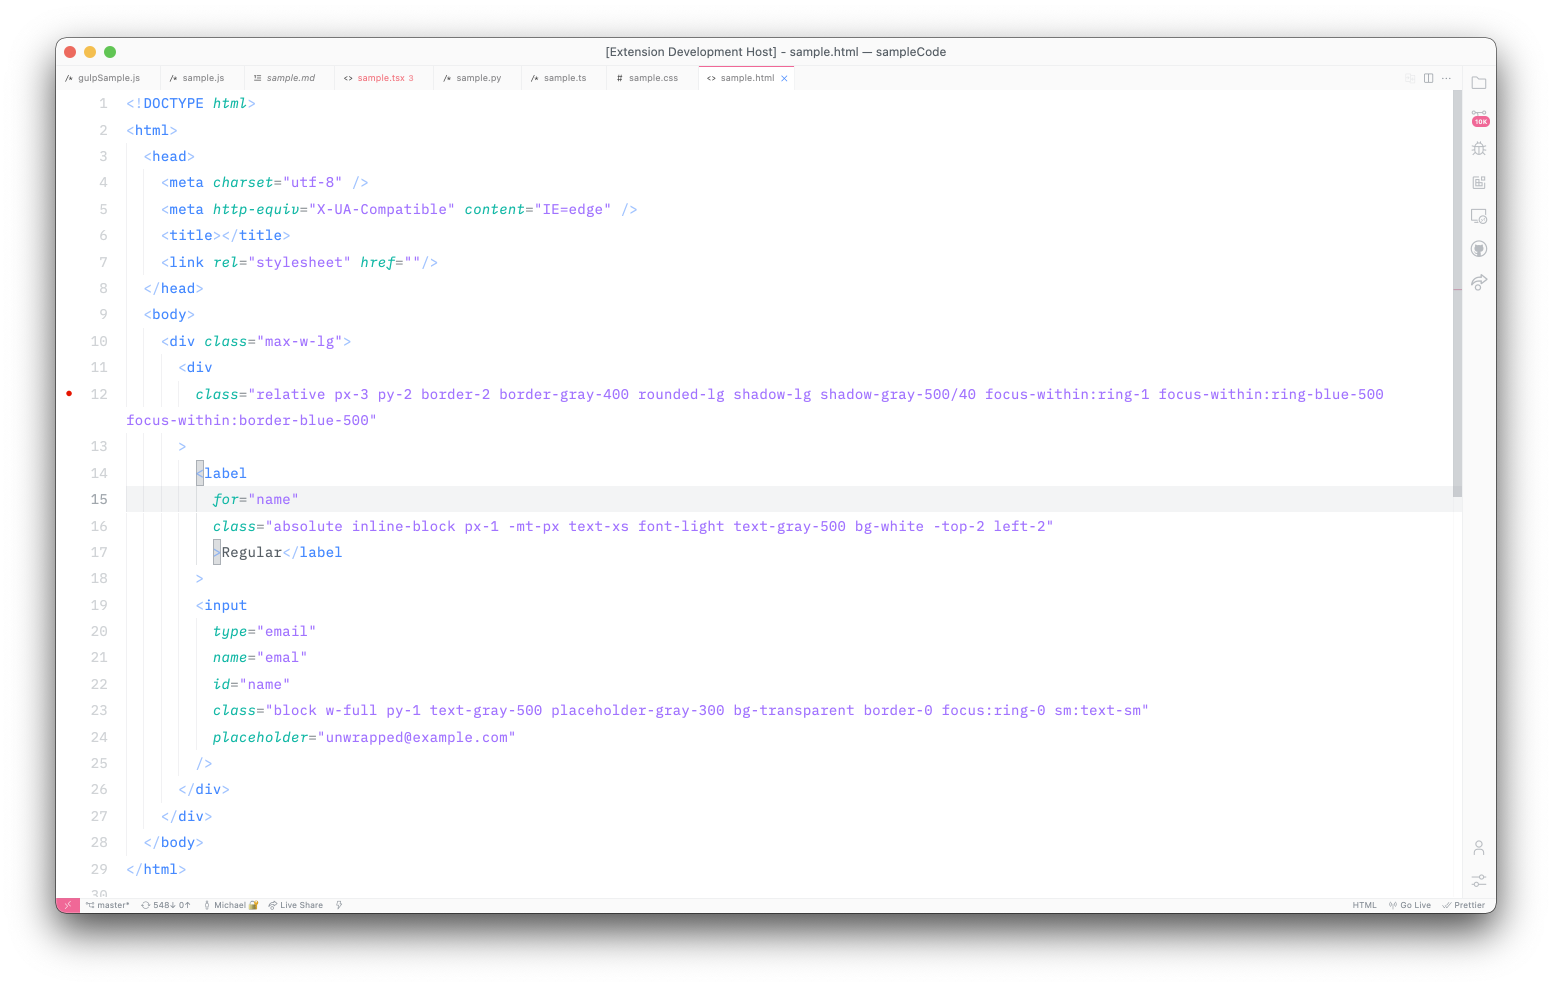 [Extension Development Host] - sample.html — sampleCode
gulpSample.js sample.js sample.md sample.tsx 3 sample.py sample.ts # sample.css <> sample.html
10K
1 <!DOCTYPE html>
2 <html>
3 <head>
4 <meta charset="utf-8" />
5 <meta http-equiv="X-UA-Compatible" content="IE=edge" />
6 <title></title>
7 <link rel="stylesheet" href=""/>
8 </head>
9 <body>
10 <div class="max-w-lg">
11 <div
12 class="relative px-3 py-2 border-2 border-gray-400 rounded-lg shadow-lg shadow-gray-500/40 focus-within:ring-1 focus-within:ring-blue-500
focus-within:border-blue-500"
13 >
14 <label
15 for="name"
16 class="absolute inline-block px-1 -mt-px text-xs font-light text-gray-500 bg-white -top-2 left-2"
17 >Regular</label
18 >
19 <input
20 type="email"
21 name="emal"
22 id="name"
23 class="block w-full py-1 text-gray-500 placeholder-gray-300 bg-transparent border-0 focus:ring-0 sm:text-sm"
24 placeholder="unwrapped@example.com"
25 />
26 </div>
27 </div>
28 </body>
29 </html>
30
master* 548↓ 0↑ Michael Live Share HTML Go Live Prettier